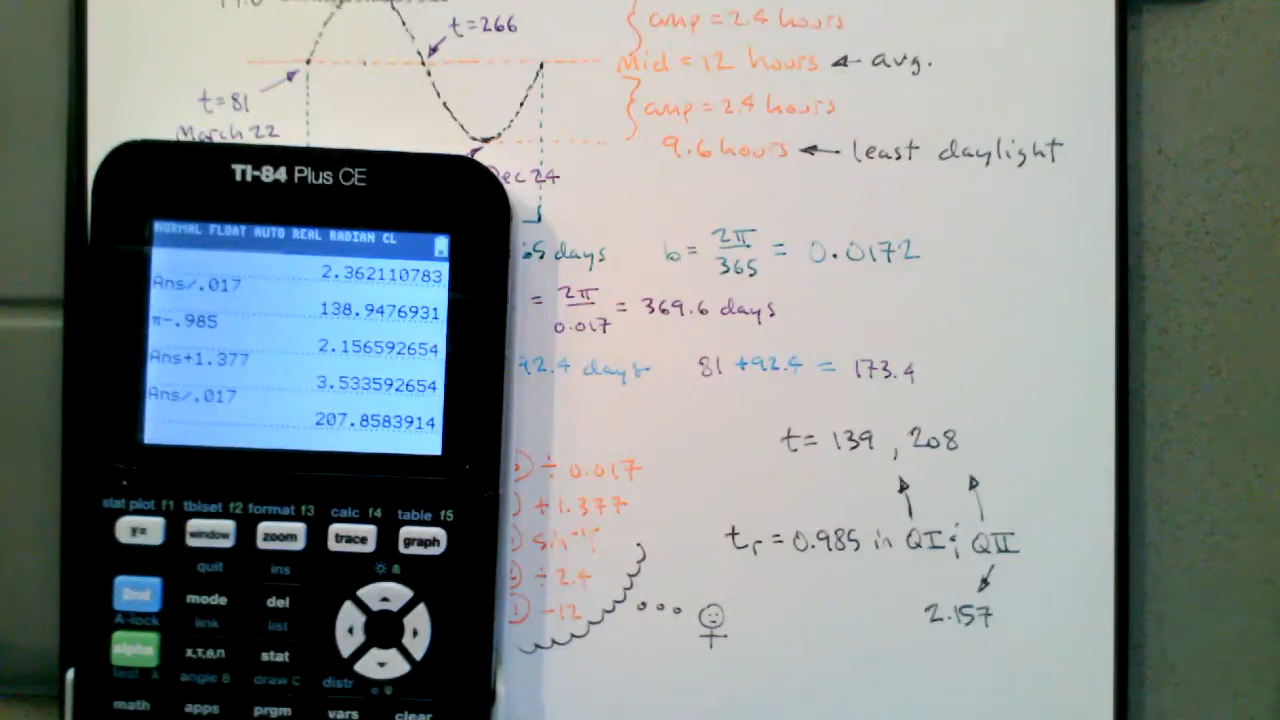 amp = 2.4 hours
t=266
Mid = 12 hours ← avg.
t=81
March 22
amp = 2.4 hours
9.6 hours ← least daylight
Dec 24
65 days
b = 2π/365 = 0.0172
= 2π/0.017 = 369.6 days
92.4 days
81 + 92.4 = 173.4
t = 139 , 208
÷ 0.017
+ 1.377
sin⁻¹
÷ 2.4
① -12
tᵣ = 0.985 in QI ; QII
2.157
TI-84 Plus CE
NORMAL FLOAT AUTO REAL RADIAN CL
2.362110783
Ans/.017
138.9476931
π-.985
2.156592654
Ans+1.377
3.533592654
Ans/.017
207.8583914
stat plot f1 tblset f2 format f3 calc f4 table f5
y= window zoom trace graph
quit ins
2nd mode del
A-lock link list
alpha x,T,θ,n stat
test A angle B draw C distr
math apps prgm vars clear